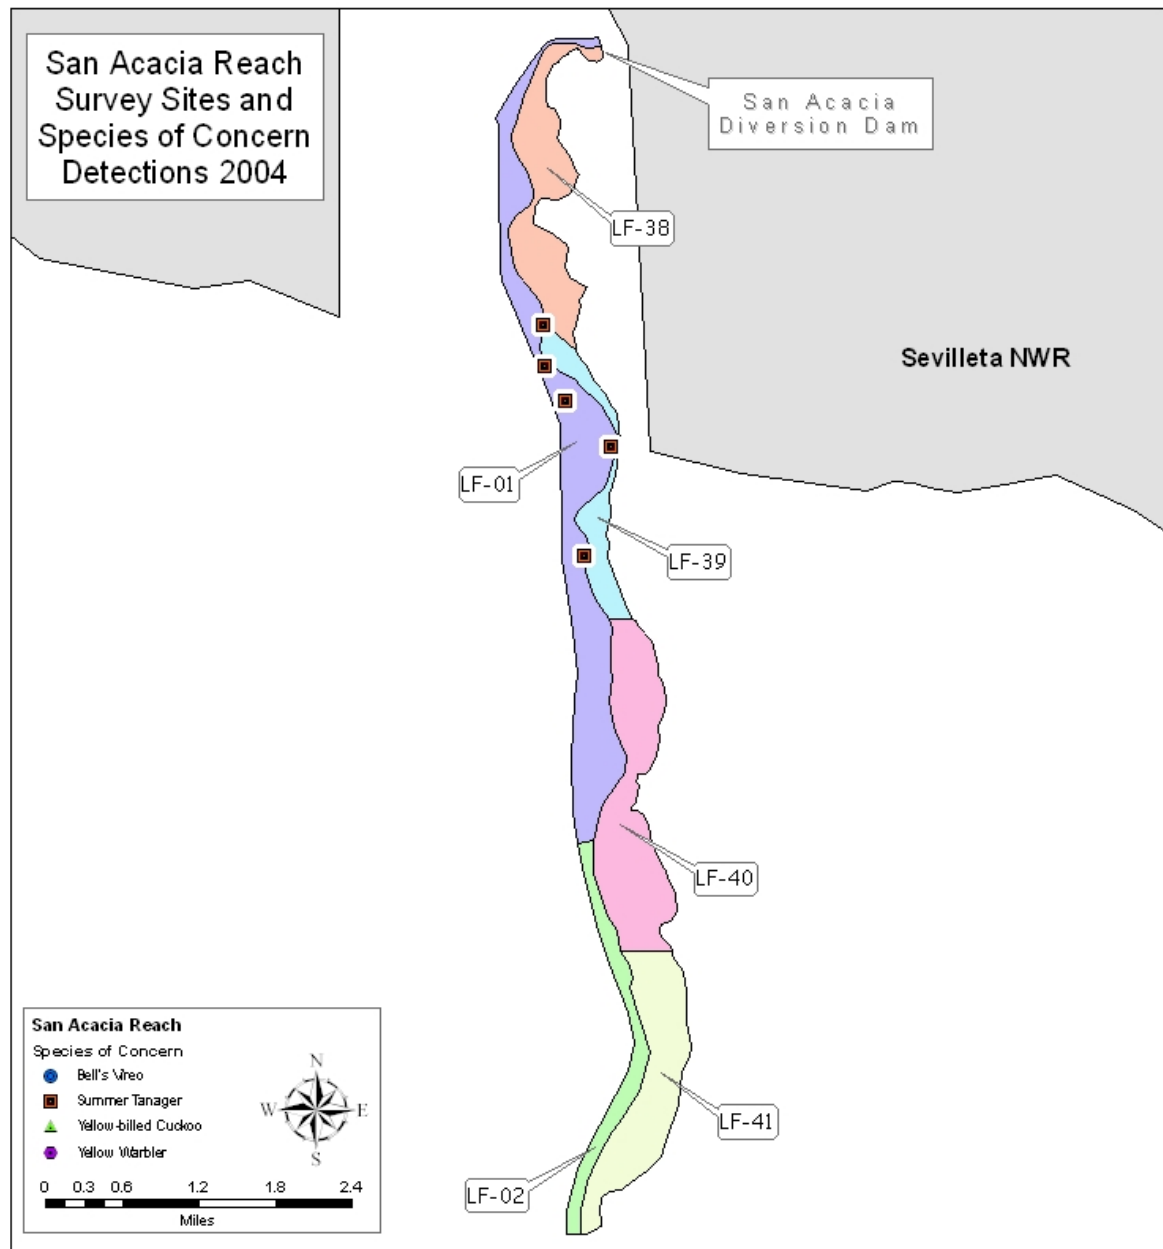 San Acacia Reach
Survey Sites and
Species of Concern
Detections 2004
San Acacia
Diversion Dam
LF-38
Sevilleta NWR
LF-01
LF-39
LF-40
LF-41
LF-02
San Acacia Reach
Species of Concern
Bell's Vireo
Summer Tanager
Yellow-billed Cuckoo
Yellow Warbler
N
W E
S
0 0.3 0.6 1.2 1.8 2.4
Miles